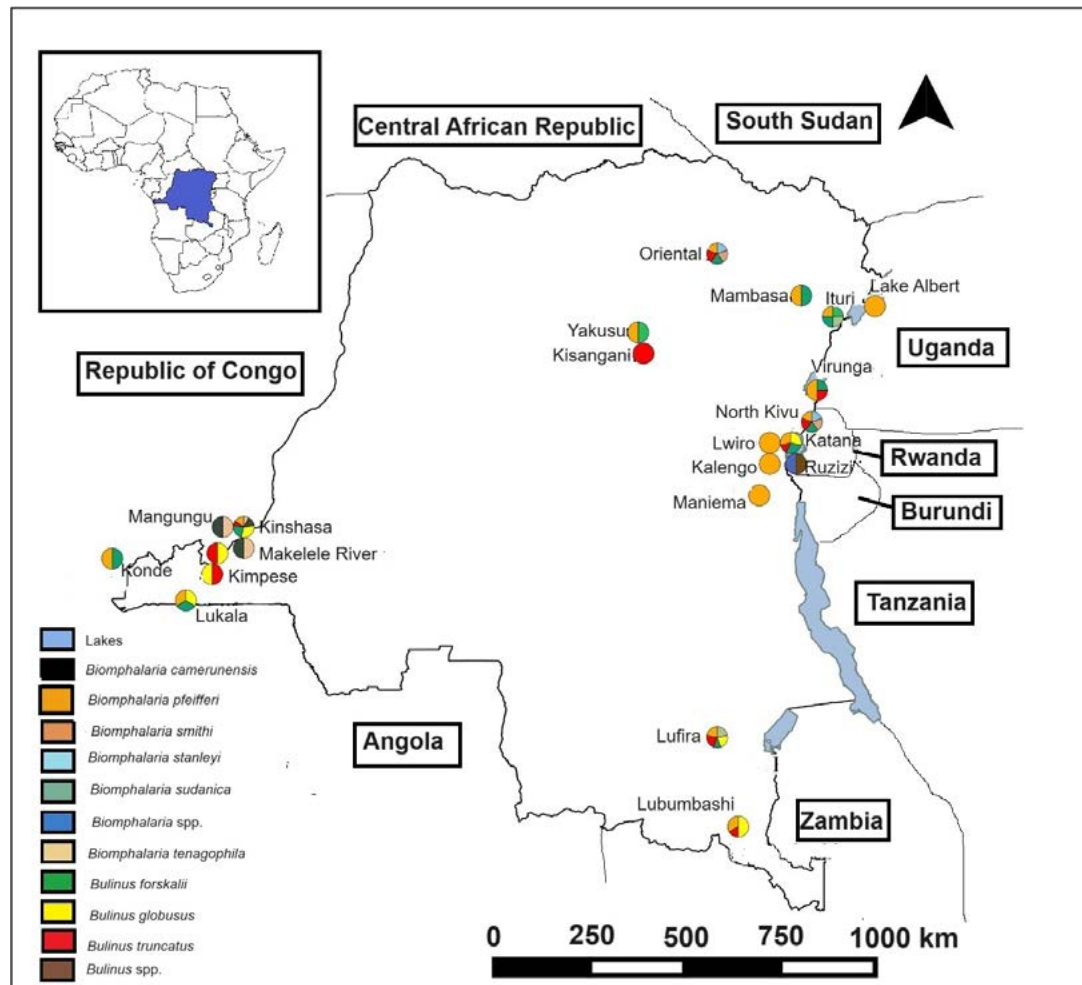 Central African Republic
South Sudan
Oriental
Mambasa
Ituri
Lake Albert
Yakusu
Kisangani
Uganda
Republic of Congo
Virunga
North Kivu
Lwiro
Katana
Kalengo
Ruzizi
Rwanda
Maniema
Burundi
Mangungu
Kinshasa
Makelele River
Konde
Kimpese
Lukala
Tanzania
Lakes
Biomphalaria camerunensis
Biomphalaria pfeifferi
Biomphalaria smithi
Biomphalaria stanleyi
Biomphalaria sudanica
Biomphalaria spp.
Biomphalaria tenagophila
Bulinus forskalii
Bulinus globusus
Bulinus truncatus
Bulinus spp.
Angola
Lufira
Lubumbashi
Zambia
0 250 500 750 1000 km